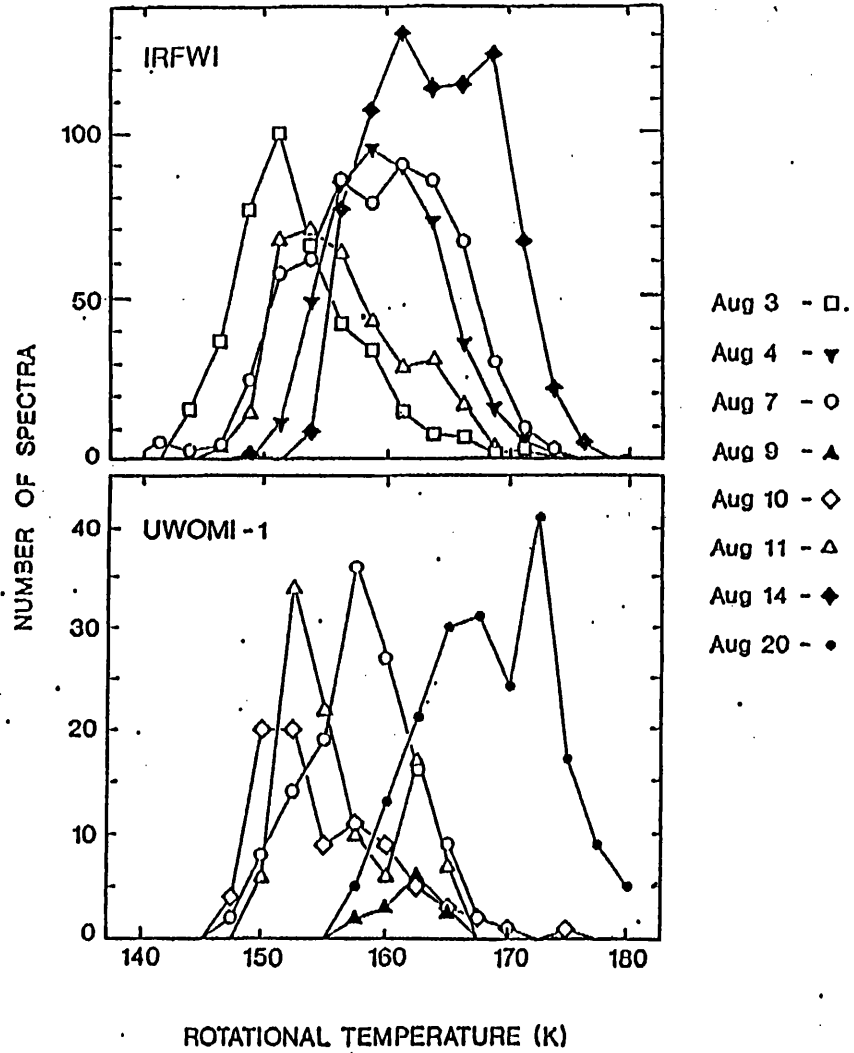 IRFWI
100
50
0
UWOMI-1
40
30
20
10
0
140 150 160 170 180
NUMBER OF SPECTRA
ROTATIONAL TEMPERATURE (K)
Aug 3 - □.
Aug 4 - ▼
Aug 7 - ○
Aug 9 - ▲
Aug 10 - ◇
Aug 11 - △
Aug 14 - ◆
Aug 20 - ●